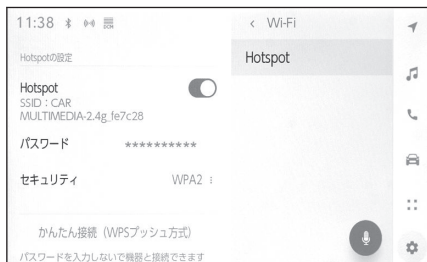 11:38
DCM
Hotspotの設定
Hotspot
SSID：CAR
MULTIMEDIA-2.4g_fe7c28
パスワード **********
セキュリティ WPA2
かんたん接続（WPSプッシュ方式）
パスワードを入力しないで機器と接続できます
< Wi-Fi
Hotspot